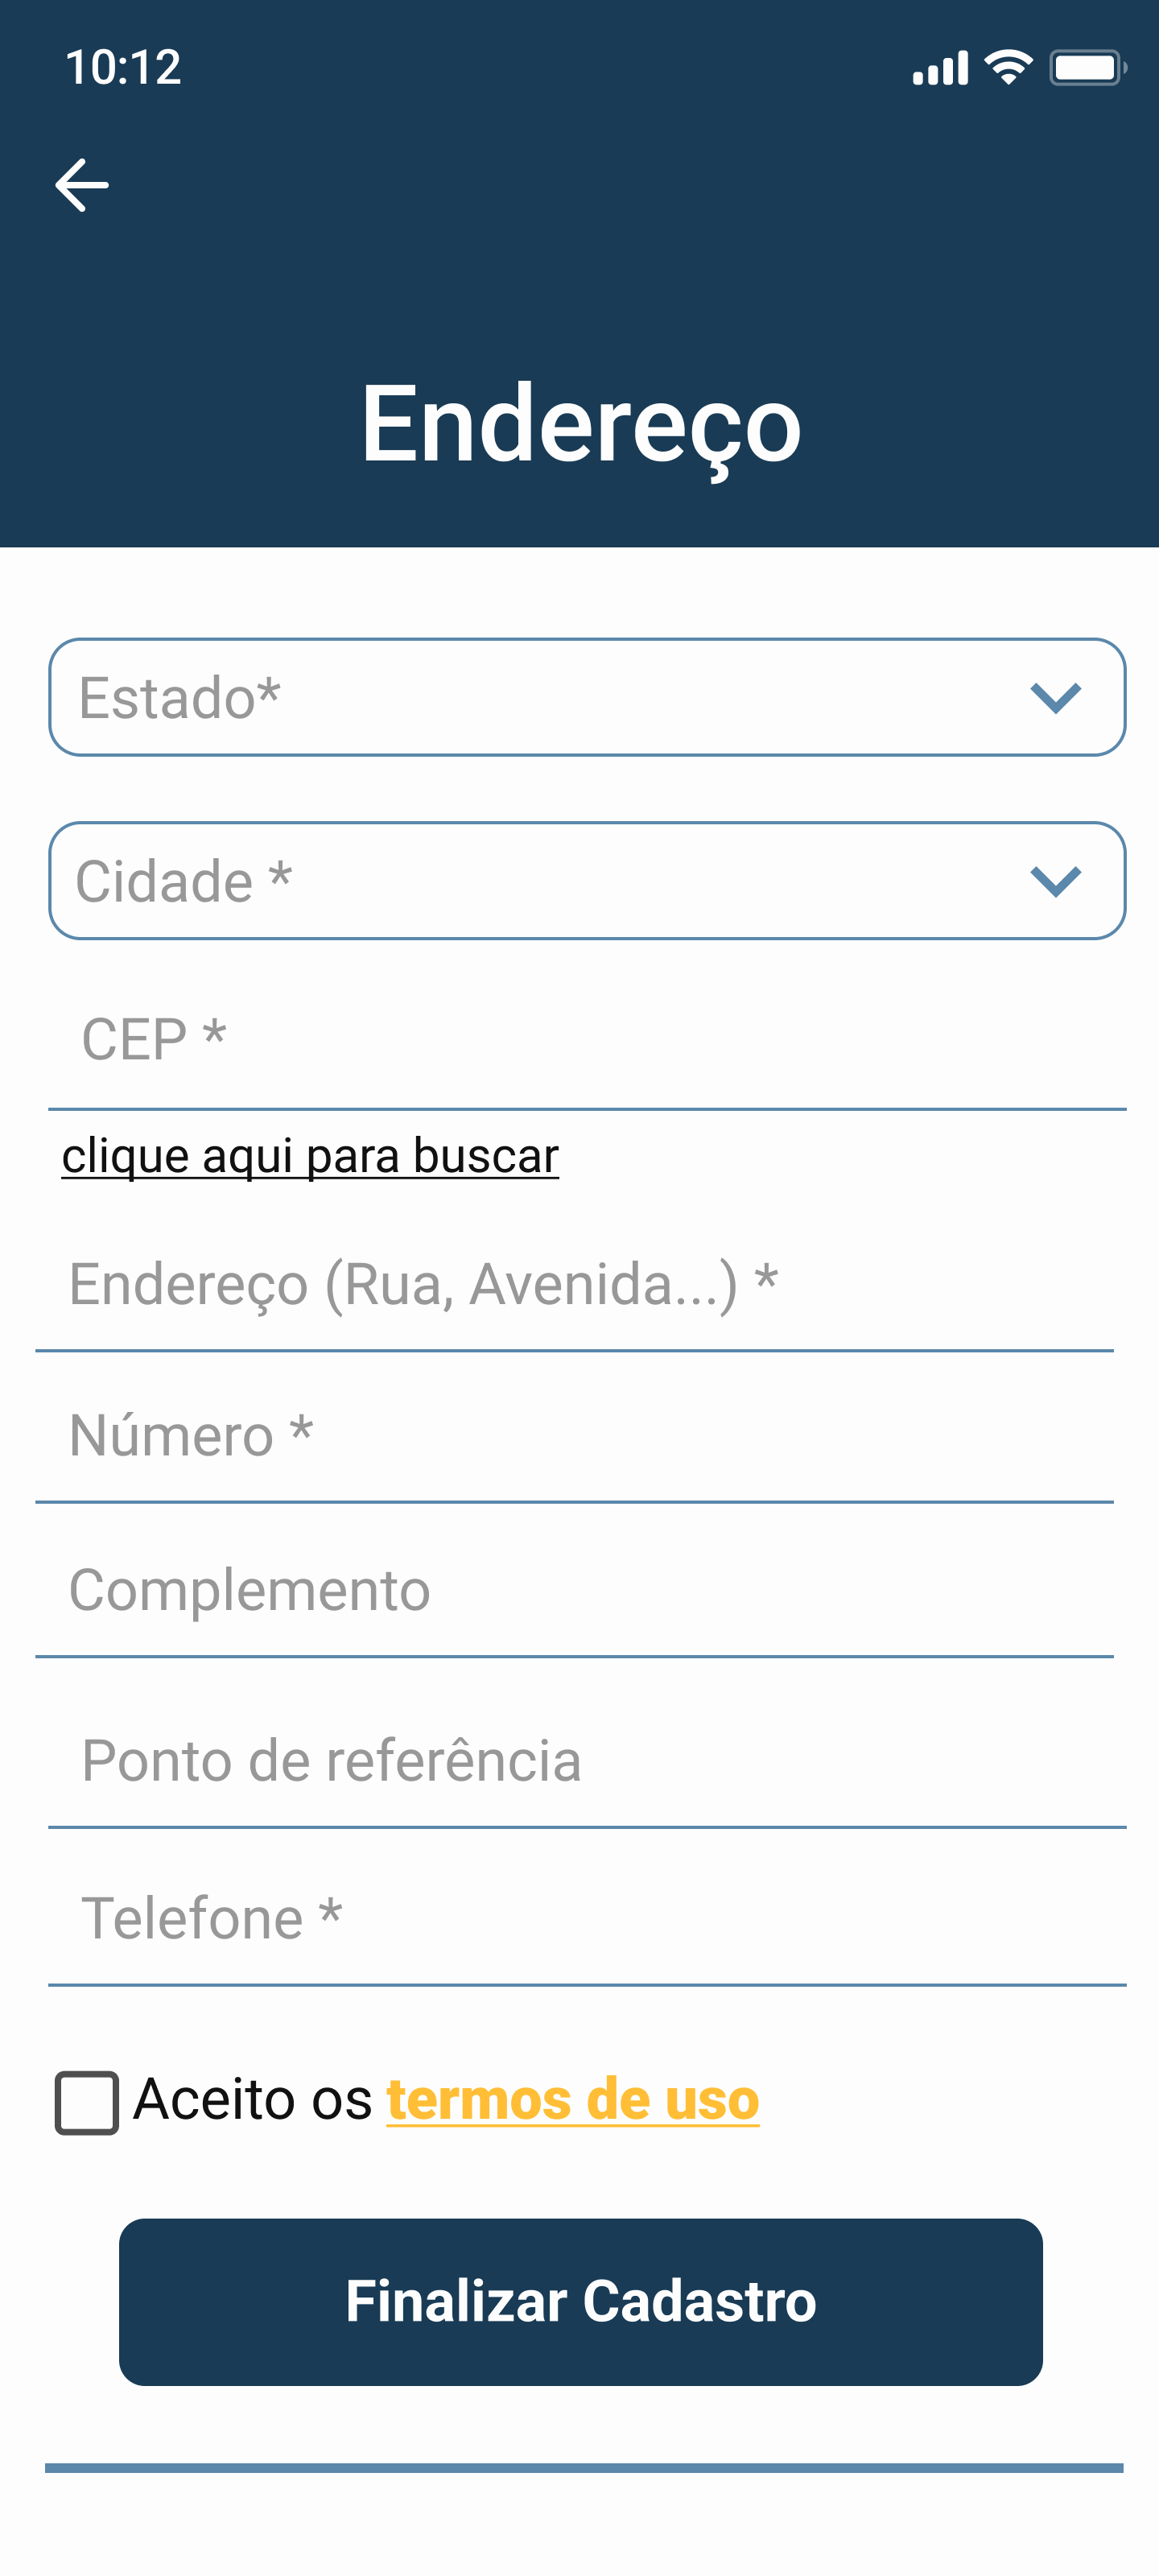 10:12
Endereço
Estado*
Cidade *
CEP *
clique aqui para buscar
Endereço (Rua, Avenida...) *
Número *
Complemento
Ponto de referência
Telefone *
Aceito os termos de uso
Finalizar Cadastro